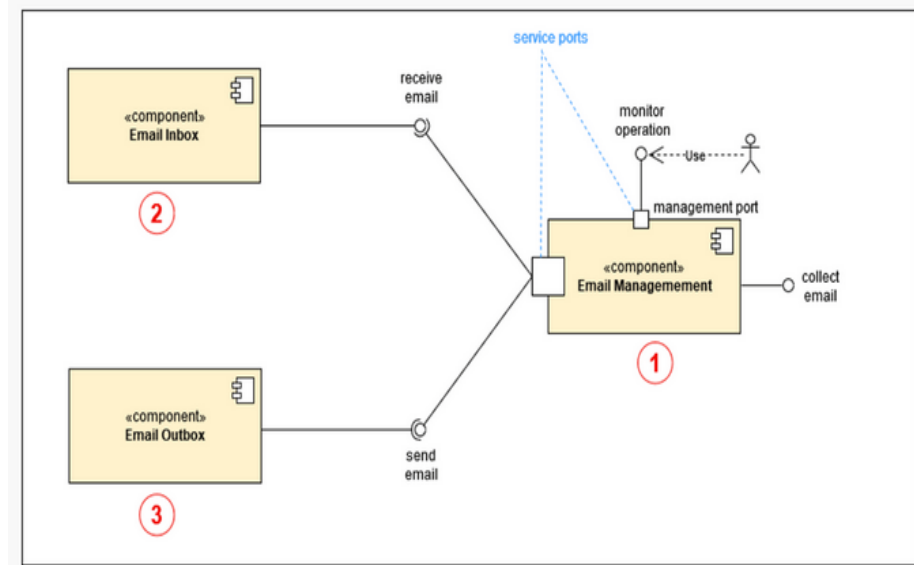 service ports
receive
email
monitor
operation
Use
«component»
Email Inbox
2
management port
«component»
Email Managemement
collect
email
1
«component»
Email Outbox
send
email
3